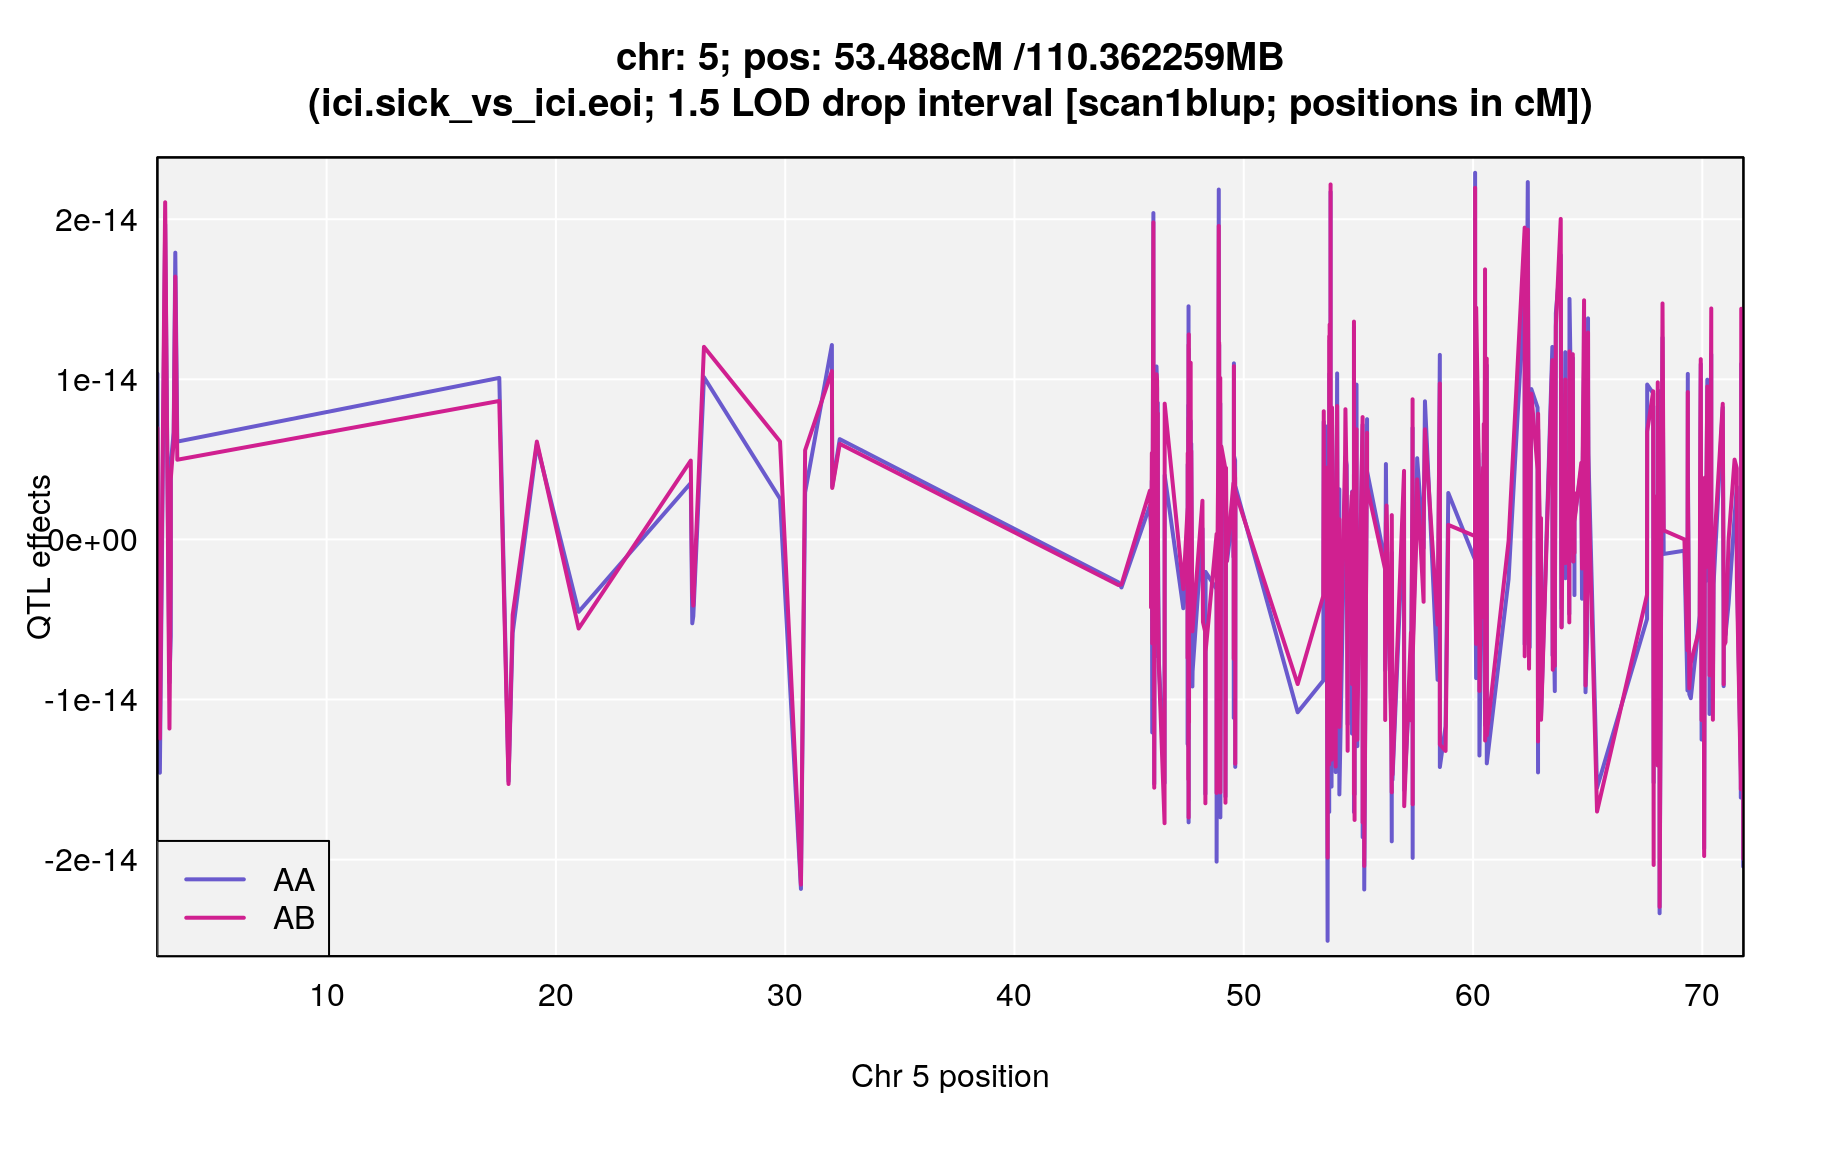 chr: 5; pos: 53.488cM /110.362259MB
(ici.sick_vs_ici.eoi; 1.5 LOD drop interval [scan1blup; positions in cM])
QTL effects
2e-14
1e-14
0e+00
-1e-14
-2e-14
AA
AB
10 20 30 40 50 60 70
Chr 5 position